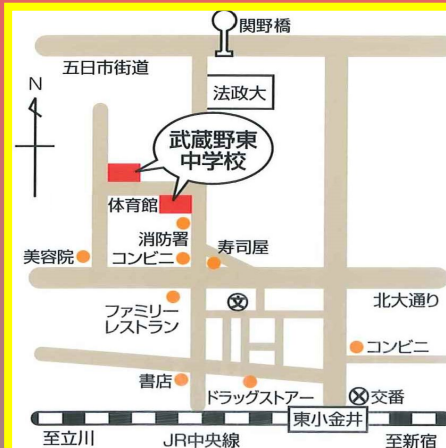 関野橋
五日市街道
法政大
N
武蔵野東
中学校
体育館
消防署
コンビニ
寿司屋
美容院
文
北大通り
ファミリー
レストラン
コンビニ
書店
ドラッグストアー
交番
東小金井
至立川
JR中央線
至新宿